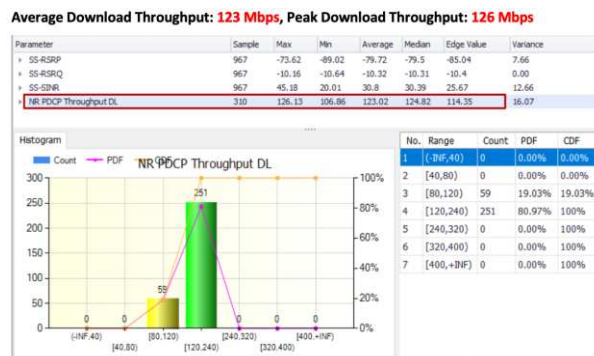 Average Download Throughput: 123 Mbps, Peak Download Throughput: 126 Mbps
Parameter Sample Max Min Average Median Edge Value Variance
SS-RSRP 967 -73.62 -89.02 -79.72 -79.5 -85.04 7.66
SS-RSRQ 967 -10.16 -10.64 -10.32 -10.31 -10.4 0.00
SS-SINR 967 45.18 20.01 30.8 30.39 25.67 12.66
NR PDCP Throughput DL 310 126.13 106.86 123.02 124.82 114.35 16.07
Histogram
Count PDF CDF
NR PDCP Throughput DL
300 100%
250 80%
200 60%
150 40%
100 20%
50 0%
0
0 0 59 251 0 0 0
(-INF,40) [80,120) [240,320) [400,+INF)
[40,80) [120,240) [320,400)
No. Range Count PDF CDF
1 (-INF,40) 0 0.00% 0.00%
2 [40,80) 0 0.00% 0.00%
3 [80,120) 59 19.03% 19.03%
4 [120,240) 251 80.97% 100%
5 [240,320) 0 0.00% 100%
6 [320,400) 0 0.00% 100%
7 [400,+INF) 0 0.00% 100%